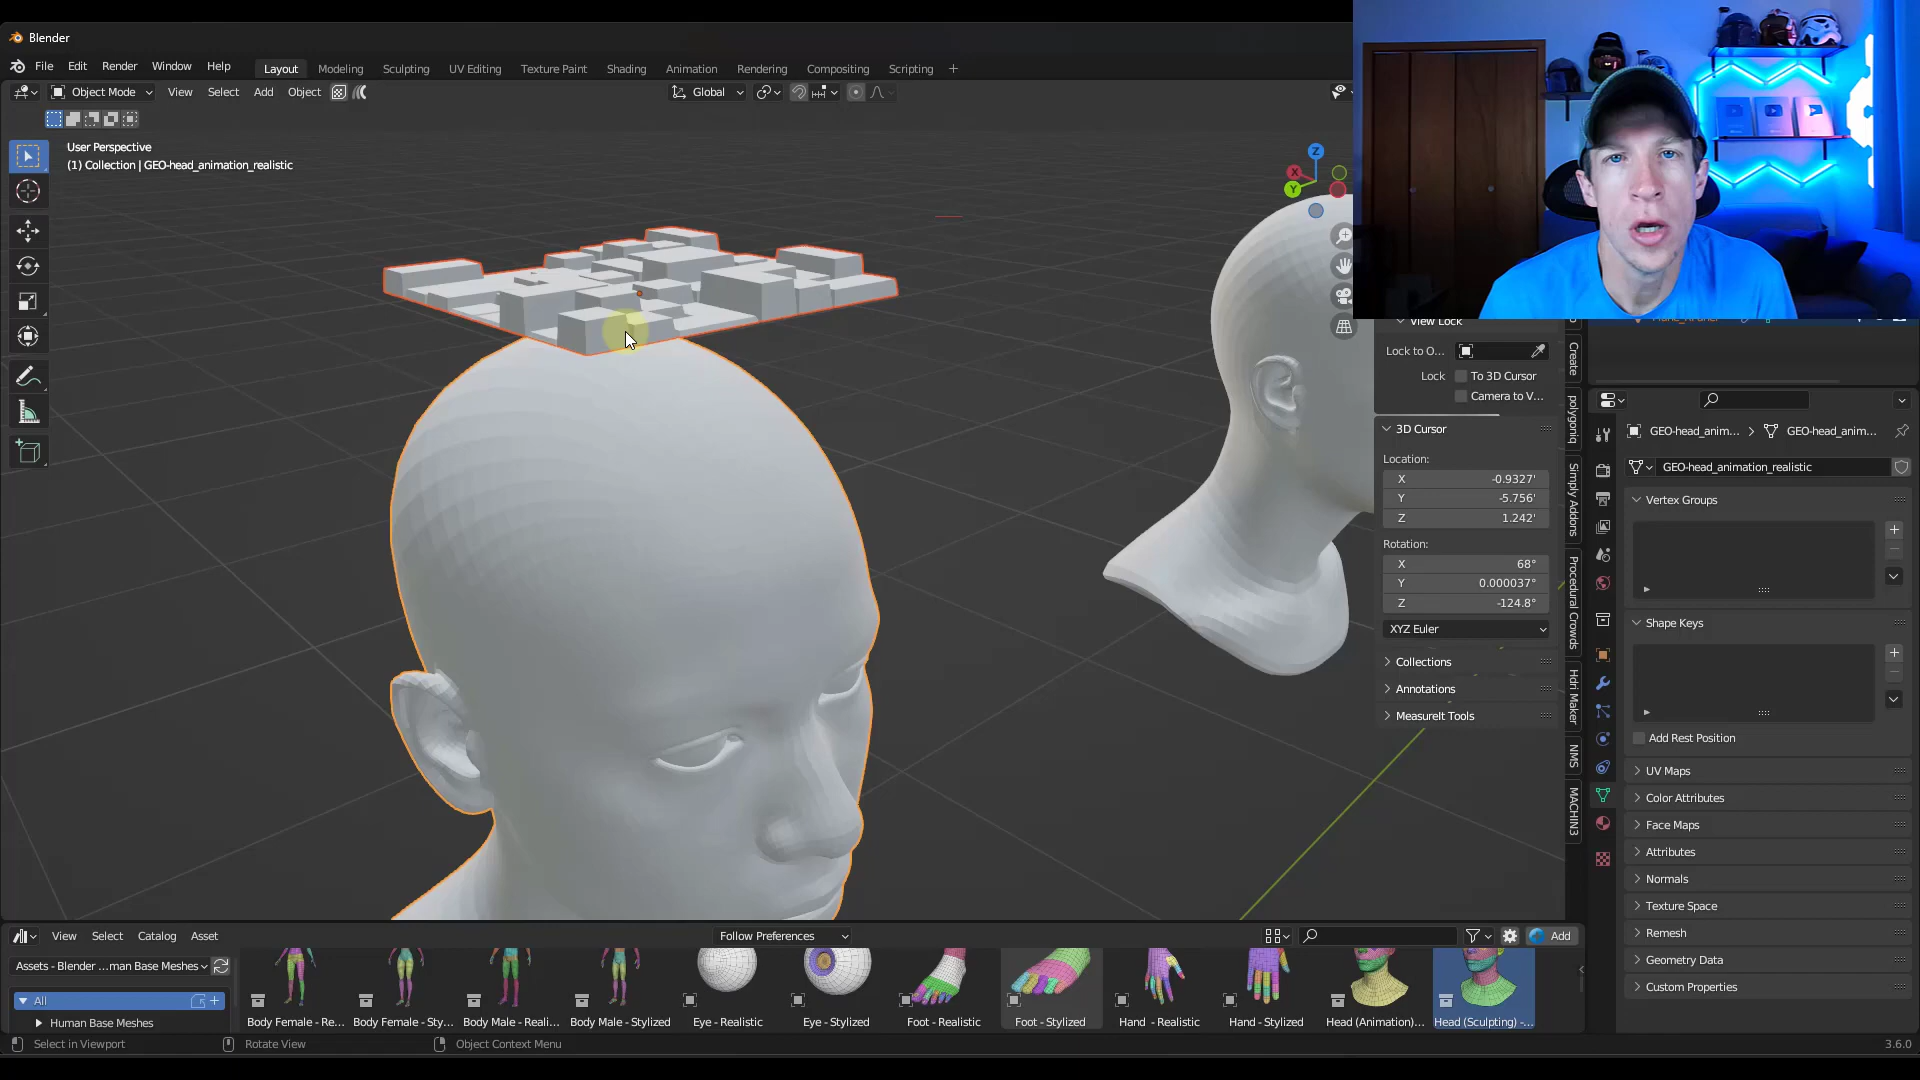 Blender
File Edit Render Window Help Layout Modeling Sculpting UV Editing Texture Paint Shading Animation Rendering Compositing Scripting +
Object Mode View Select Add Object Global
User Perspective
(1) Collection | GEO-head_animation_realistic
Z
X
Y
View Lock
Lock to O...
Lock To 3D Cursor
Camera to V...
3D Cursor
Location:
X -0.9327'
Y -5.756'
Z 1.242'
Rotation:
X 68°
Y 0.000037°
Z -124.8°
XYZ Euler
Collections
Annotations
MeasureIt Tools
Create
polygoniq
Simply Addons
Procedural Crowds
Hdri Maker
NMS
MACHIN3
GEO-head_anim... > GEO-head_anim...
GEO-head_animation_realistic
Vertex Groups
Shape Keys
Add Rest Position
UV Maps
Color Attributes
Face Maps
Attributes
Normals
Texture Space
Remesh
Geometry Data
Custom Properties
View Select Catalog Asset Follow Preferences Add
Assets - Blender ...man Base Meshes
All
Human Base Meshes
Body Female - Re... Body Female - Sty... Body Male - Reali... Body Male - Stylized Eye - Realistic Eye - Stylized Foot - Realistic Foot - Stylized Hand - Realistic Hand - Stylized Head (Animation)... Head (Sculpting) -...
Select in Viewport Rotate View Object Context Menu 3.6.0